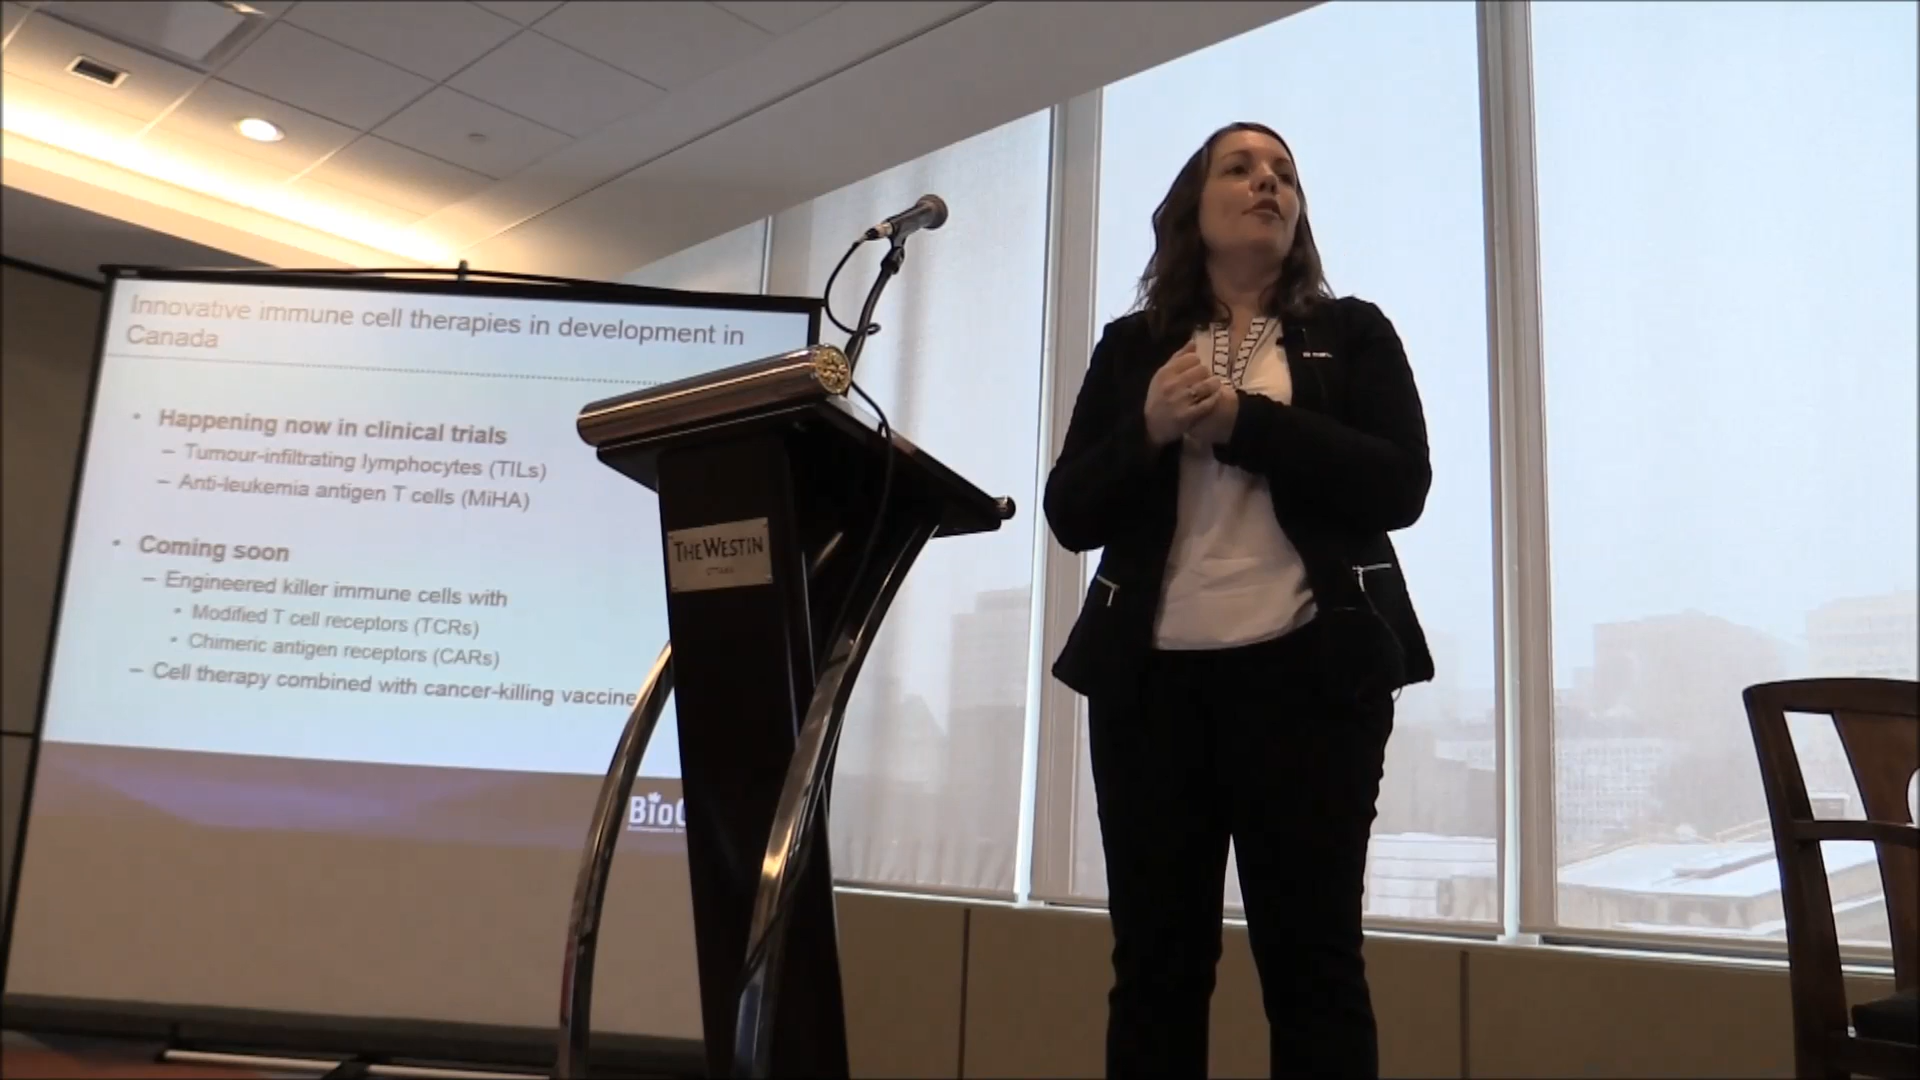 Innovative immune cell therapies in development in
Canada
• Happening now in clinical trials
– Tumour-infiltrating lymphocytes (TILs)
– Anti-leukemia antigen T cells (MiHA)
• Coming soon
– Engineered killer immune cells with
• Modified T cell receptors (TCRs)
• Chimeric antigen receptors (CARs)
– Cell therapy combined with cancer-killing vaccine
BioC
THE WESTIN
OTTAWA